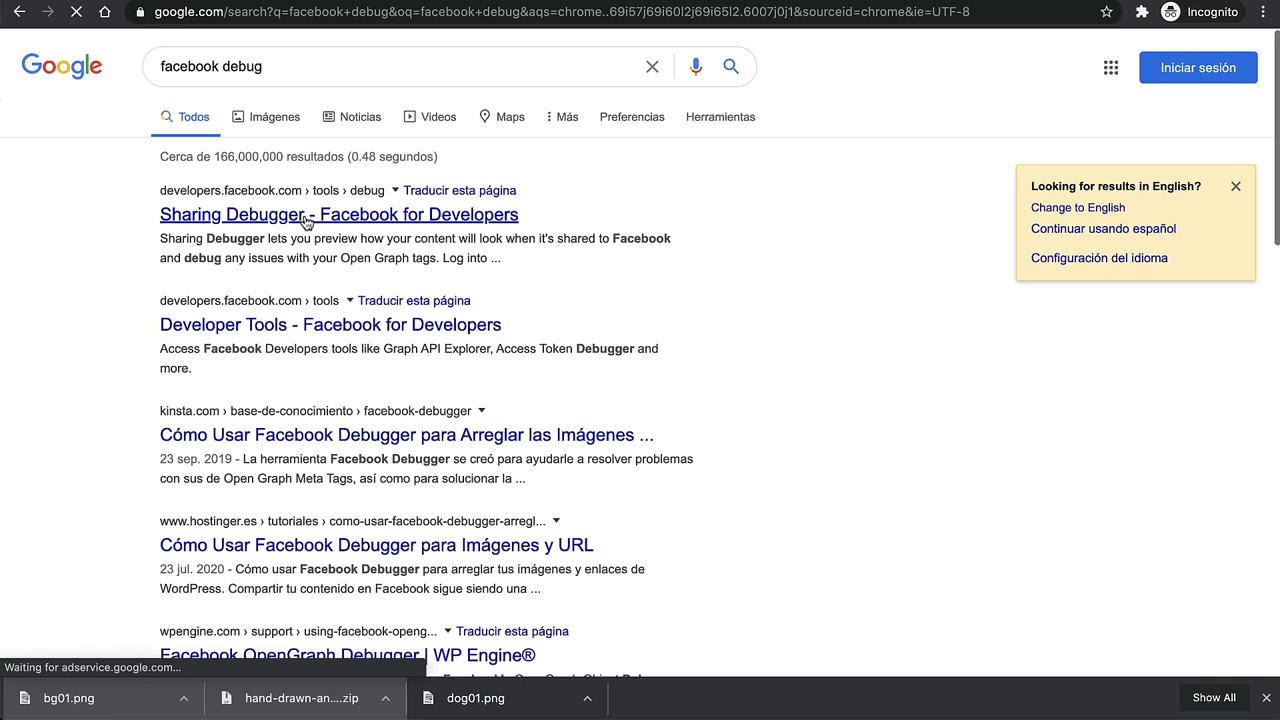 google.com/search?q=facebook+debug&oq=facebook+debug&aqs=chrome..69i57j69i60l2j69i65l2.6007j0j1&sourceid=chrome&ie=UTF-8
Incognito
Google
facebook debug
Iniciar sesión
Todos
Imágenes
Noticias
Videos
Maps
Más
Preferencias
Herramientas
Cerca de 166,000,000 resultados (0.48 segundos)
developers.facebook.com › tools › debug
Traducir esta página
Sharing Debugger - Facebook for Developers
Sharing Debugger lets you preview how your content will look when it's shared to Facebook
and debug any issues with your Open Graph tags. Log into ...
Looking for results in English?
Change to English
Continuar usando español
Configuración del idioma
developers.facebook.com › tools
Traducir esta página
Developer Tools - Facebook for Developers
Access Facebook Developers tools like Graph API Explorer, Access Token Debugger and
more.
kinsta.com › base-de-conocimiento › facebook-debugger
Cómo Usar Facebook Debugger para Arreglar las Imágenes ...
23 sep. 2019 - La herramienta Facebook Debugger se creó para ayudarle a resolver problemas
con sus de Open Graph Meta Tags, así como para solucionar la ...
www.hostinger.es › tutoriales › como-usar-facebook-debugger-arregl...
Cómo Usar Facebook Debugger para Imágenes y URL
23 jul. 2020 - Cómo usar Facebook Debugger para arreglar tus imágenes y enlaces de
WordPress. Compartir tu contenido en Facebook sigue siendo una ...
wpengine.com › support › using-facebook-openg...
Traducir esta página
Facebook OpenGraph Debugger | WP Engine®
Waiting for adservice.google.com...
bg01.png
hand-drawn-an....zip
dog01.png
Show All